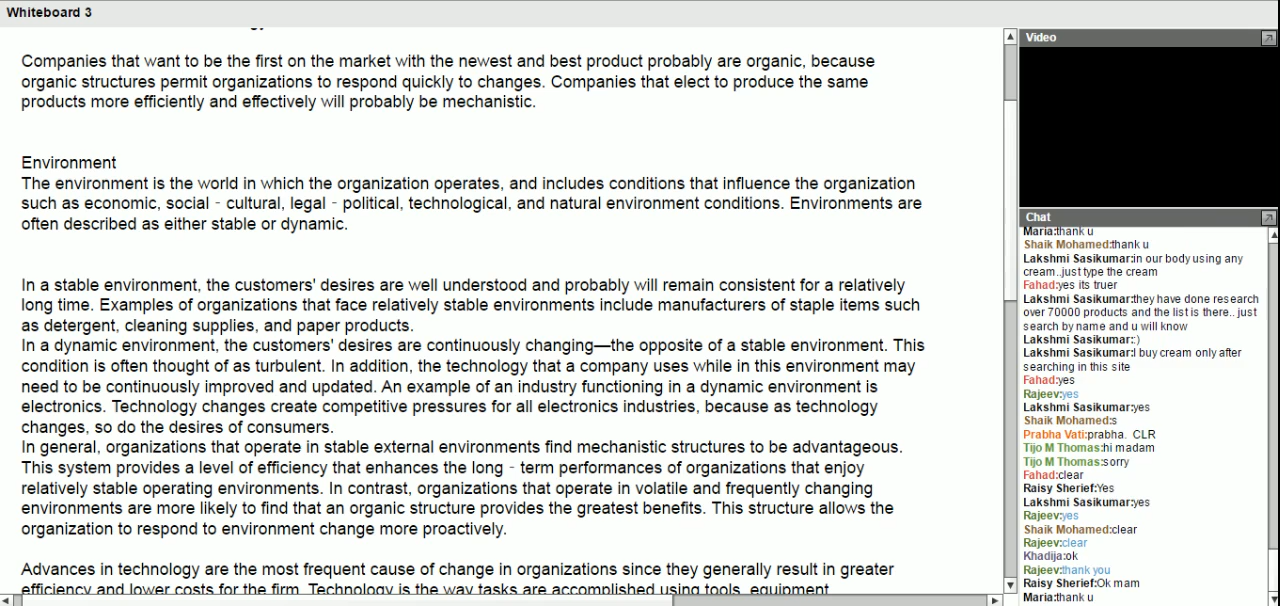 Whiteboard 3
Companies that want to be the first on the market with the newest and best product probably are organic, because
organic structures permit organizations to respond quickly to changes. Companies that elect to produce the same
products more efficiently and effectively will probably be mechanistic.
Environment
The environment is the world in which the organization operates, and includes conditions that influence the organization
such as economic, social - cultural, legal - political, technological, and natural environment conditions. Environments are
often described as either stable or dynamic.
In a stable environment, the customers' desires are well understood and probably will remain consistent for a relatively
long time. Examples of organizations that face relatively stable environments include manufacturers of staple items such
as detergent, cleaning supplies, and paper products.
In a dynamic environment, the customers' desires are continuously changing—the opposite of a stable environment. This
condition is often thought of as turbulent. In addition, the technology that a company uses while in this environment may
need to be continuously improved and updated. An example of an industry functioning in a dynamic environment is
electronics. Technology changes create competitive pressures for all electronics industries, because as technology
changes, so do the desires of consumers.
In general, organizations that operate in stable external environments find mechanistic structures to be advantageous.
This system provides a level of efficiency that enhances the long - term performances of organizations that enjoy
relatively stable operating environments. In contrast, organizations that operate in volatile and frequently changing
environments are more likely to find that an organic structure provides the greatest benefits. This structure allows the
organization to respond to environment change more proactively.
Advances in technology are the most frequent cause of change in organizations since they generally result in greater
efficiency and lower costs for the firm. Technology is the way tasks are accomplished using tools, equipment
Video
Chat
Maria:thank u
Shaik Mohamed:thank u
Lakshmi Sasikumar:in our body using any
cream..just type the cream
Fahad:yes its truer
Lakshmi Sasikumar:they have done research
over 70000 products and the list is there.. just
search by name and u will know
Lakshmi Sasikumar::)
Lakshmi Sasikumar:I buy cream only after
searching in this site
Fahad:yes
Rajeev:yes
Lakshmi Sasikumar:yes
Shaik Mohamed:s
Prabha Vati:prabha. CLR
Tijo M Thomas:hi madam
Tijo M Thomas:sorry
Fahad:clear
Raisy Sherief:Yes
Lakshmi Sasikumar:yes
Rajeev:yes
Shaik Mohamed:clear
Rajeev:clear
Khadija:ok
Rajeev:thank you
Raisy Sherief:Ok mam
Maria:thank u